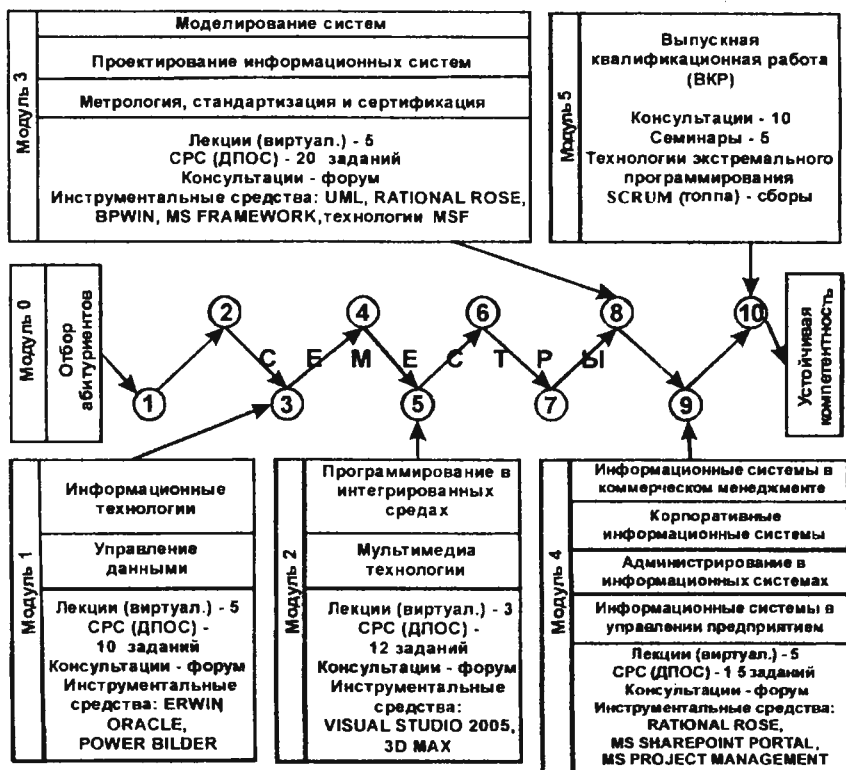 Модуль 3
Моделирование систем
Проектирование информационных систем
Метрология, стандартизация и сертификация
Лекции (виртуал.) - 5
СРС (ДПОС) - 20 заданий
Консультации - форум
Инструментальные средства: UML, RATIONAL ROSE,
BPWIN, MS FRAMEWORK, технологии MSF
Модуль 5
Выпускная
квалификационная работа
(ВКР)
Консультации - 10
Семинары - 5
Технологии экстремального
программирования
SCRUM (толпа) - сборы
Модуль 0
Отбор
абитуриентов
2
4
6
8
10
СЕМЕСТРЫ
1
3
5
7
9
Устойчивая
компетентность
Модуль 1
Информационные
технологии
Управление
данными
Лекции (виртуал.) - 5
СРС (ДПОС) -
10 заданий
Консультации - форум
Инструментальные
средства: ERWIN
ORACLE,
POWER BILDER
Модуль 2
Программирование в
интегрированных
средах
Мультимедиа
технологии
Лекции (виртуал.) - 3
СРС (ДПОС) -
12 заданий
Консультации - форум
Инструментальные
средства:
VISUAL STUDIO 2005,
3D MAX
Модуль 4
Информационные системы в
коммерческом менеджменте
Корпоративные
информационные системы
Администрирование в
информационных системах
Информационные системы в
управлении предприятием
Лекции (виртуал.) - 5
СРС (ДПОС) - 1 5 заданий
Консультации - форум
Инструментальные средства:
RATIONAL ROSE,
MS SHAREPOINT PORTAL,
MS PROJECT MANAGEMENT